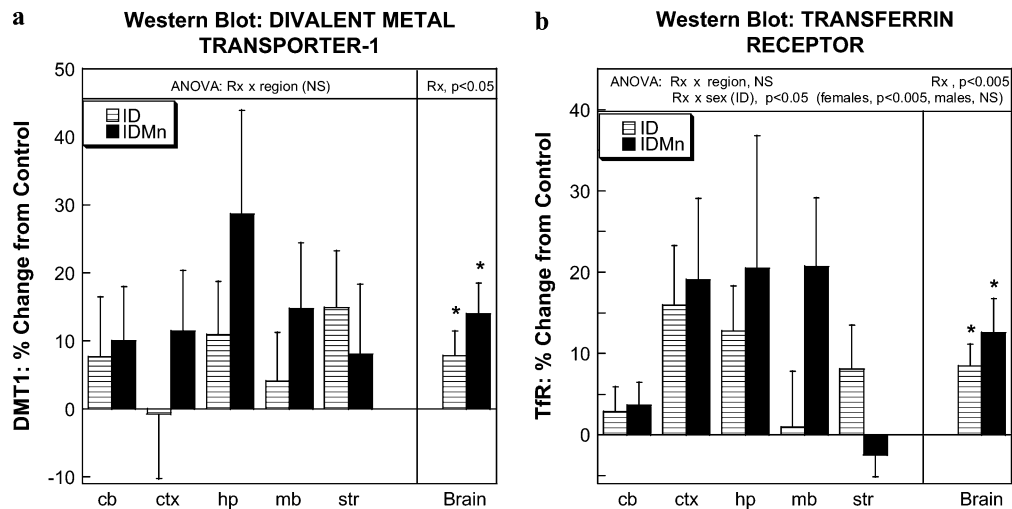 a
Western Blot: DIVALENT METAL
TRANSPORTER-1
ANOVA: Rx x region (NS)
Rx, p<0.05
ID
IDMn
DMT1: % Change from Control
50
40
30
20
10
0
-10
cb ctx hp mb str Brain
*
*
b
Western Blot: TRANSFERRIN
RECEPTOR
ANOVA: Rx x region, NS
Rx x sex (ID), p<0.05 (females, p<0.005, males, NS)
Rx , p<0.005
ID
IDMn
TfR: % Change from Control
40
30
20
10
0
cb ctx hp mb str Brain
*
*